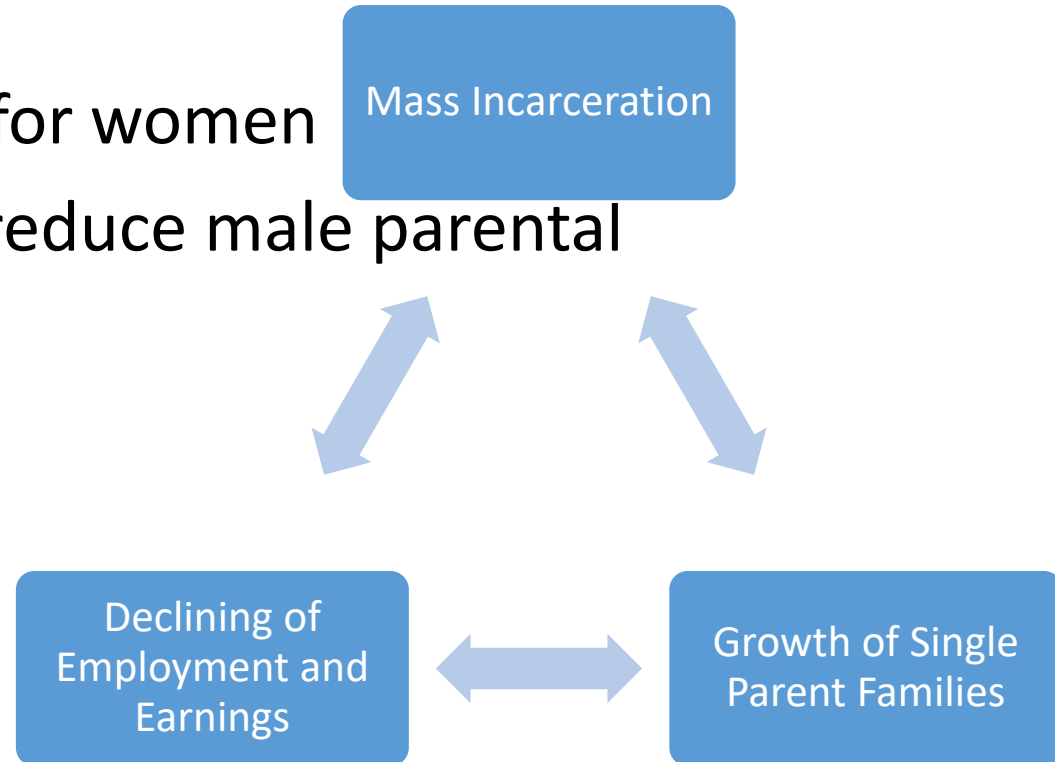 for women
Mass Incarceration
reduce male parental
Declining of
Employment and
Earnings
Growth of Single
Parent Families